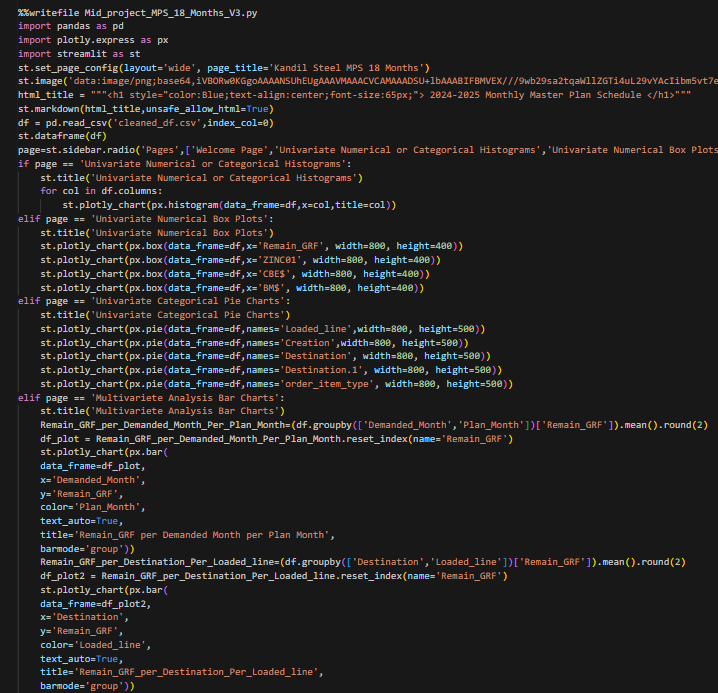 %%writefile Mid_project_MPS_18_Months_V3.py
import pandas as pd
import plotly.express as px
import streamlit as st
st.set_page_config(layout='wide', page_title='Kandil Steel MPS 18 Months')
st.image('data:image/png;base64,iVBORw0KGgoAAAANSUhEUgAAAVMAAACVCAMAAADSU+lbAAABIFBMVEX///9wb29sa2tqaWllZGTi4uL29vYAcIibm5vt7e
html_title = """<h1 style="color:Blue;text-align:center;font-size:65px;"> 2024-2025 Monthly Master Plan Schedule </h1>"""
st.markdown(html_title,unsafe_allow_html=True)
df = pd.read_csv('cleaned_df.csv',index_col=0)
st.dataframe(df)
page=st.sidebar.radio('Pages',['Welcome Page','Univariate Numerical or Categorical Histograms','Univariate Numerical Box Plots
if page == 'Univariate Numerical or Categorical Histograms':
    st.title('Univariate Numerical or Categorical Histograms')
    for col in df.columns:
        st.plotly_chart(px.histogram(data_frame=df,x=col,title=col))
elif page == 'Univariate Numerical Box Plots':
    st.title('Univariate Numerical Box Plots')
    st.plotly_chart(px.box(data_frame=df,x='Remain_GRF', width=800, height=400))
    st.plotly_chart(px.box(data_frame=df,x='ZINC01', width=800, height=400))
    st.plotly_chart(px.box(data_frame=df,x='CBE$', width=800, height=400))
    st.plotly_chart(px.box(data_frame=df,x='BM$', width=800, height=400))
elif page == 'Univariate Categorical Pie Charts':
    st.title('Univariate Categorical Pie Charts')
    st.plotly_chart(px.pie(data_frame=df,names='Loaded_line',width=800, height=500))
    st.plotly_chart(px.pie(data_frame=df,names='Creation',width=800, height=500))
    st.plotly_chart(px.pie(data_frame=df,names='Destination', width=800, height=500))
    st.plotly_chart(px.pie(data_frame=df,names='Destination.1', width=800, height=500))
    st.plotly_chart(px.pie(data_frame=df,names='order_item_type', width=800, height=500))
elif page == 'Multivariate Analysis Bar Charts':
    st.title('Multivariete Analysis Bar Charts')
    Remain_GRF_per_Demanded_Month_Per_Plan_Month=(df.groupby(['Demanded_Month','Plan_Month'])['Remain_GRF']).mean().round(2)
    df_plot = Remain_GRF_per_Demanded_Month_Per_Plan_Month.reset_index(name='Remain_GRF')
    st.plotly_chart(px.bar(
    data_frame=df_plot,
    x='Demanded_Month',
    y='Remain_GRF',
    color='Plan_Month',
    text_auto=True,
    title='Remain_GRF per Demanded Month per Plan Month',
    barmode='group'))
    Remain_GRF_per_Destination_Per_Loaded_line=(df.groupby(['Destination','Loaded_line'])['Remain_GRF']).mean().round(2)
    df_plot2 = Remain_GRF_per_Destination_Per_Loaded_line.reset_index(name='Remain_GRF')
    st.plotly_chart(px.bar(
    data_frame=df_plot2,
    x='Destination',
    y='Remain_GRF',
    color='Loaded_line',
    text_auto=True,
    title='Remain_GRF_per_Destination_Per_Loaded_line',
    barmode='group'))